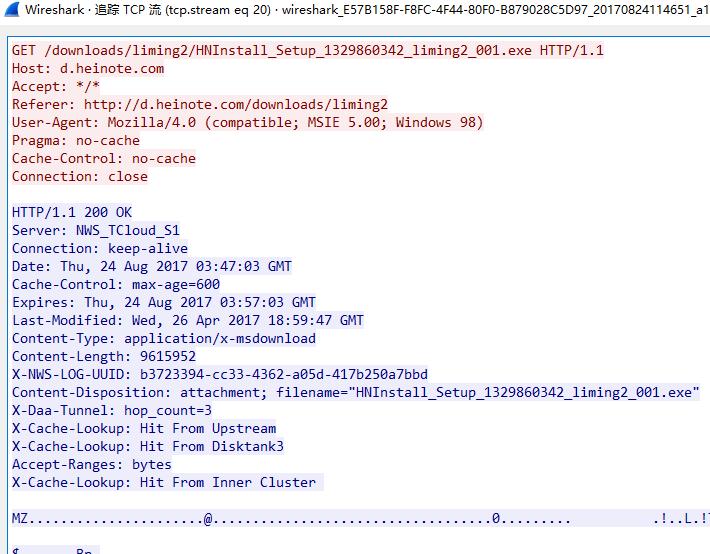 Wireshark · 追踪 TCP 流 (tcp.stream eq 20) · wireshark_E57B158F-F8FC-4F44-80F0-B879028C5D97_20170824114651_a1
GET /downloads/liming2/HNInstall_Setup_1329860342_liming2_001.exe HTTP/1.1
Host: d.heinote.com
Accept: */*
Referer: http://d.heinote.com/downloads/liming2
User-Agent: Mozilla/4.0 (compatible; MSIE 5.00; Windows 98)
Pragma: no-cache
Cache-Control: no-cache
Connection: close
HTTP/1.1 200 OK
Server: NWS_TCloud_S1
Connection: keep-alive
Date: Thu, 24 Aug 2017 03:47:03 GMT
Cache-Control: max-age=600
Expires: Thu, 24 Aug 2017 03:57:03 GMT
Last-Modified: Wed, 26 Apr 2017 18:59:47 GMT
Content-Type: application/x-msdownload
Content-Length: 9615952
X-NWS-LOG-UUID: b3723394-cc33-4362-a05d-417b250a7bbd
Content-Disposition: attachment; filename="HNInstall_Setup_1329860342_liming2_001.exe"
X-Daa-Tunnel: hop_count=3
X-Cache-Lookup: Hit From Upstream
X-Cache-Lookup: Hit From Disktank3
Accept-Ranges: bytes
X-Cache-Lookup: Hit From Inner Cluster
MZ......................@...................................0......... .!..L.!